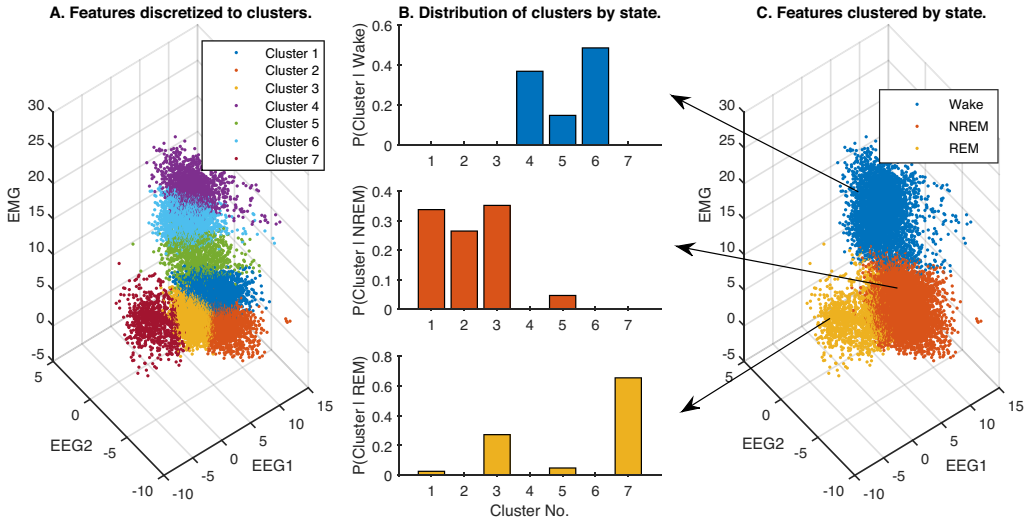 A. Features discretized to clusters.
30
25
20
15
10
5
0
-5
EMG
5
0
-5
-10
EEG2
-10
-5
0
5
10
15
EEG1
Cluster 1
Cluster 2
Cluster 3
Cluster 4
Cluster 5
Cluster 6
Cluster 7
B. Distribution of clusters by state.
P(Cluster | Wake)
0.6
0.4
0.2
0
1 2 3 4 5 6 7
P(Cluster | NREM)
0.4
0.3
0.2
0.1
0
1 2 3 4 5 6 7
P(Cluster | REM)
0.8
0.6
0.4
0.2
0
1 2 3 4 5 6 7
Cluster No.
C. Features clustered by state.
30
25
20
15
10
5
0
-5
EMG
5
0
-5
-10
EEG2
-10
-5
0
5
10
15
EEG1
Wake
NREM
REM